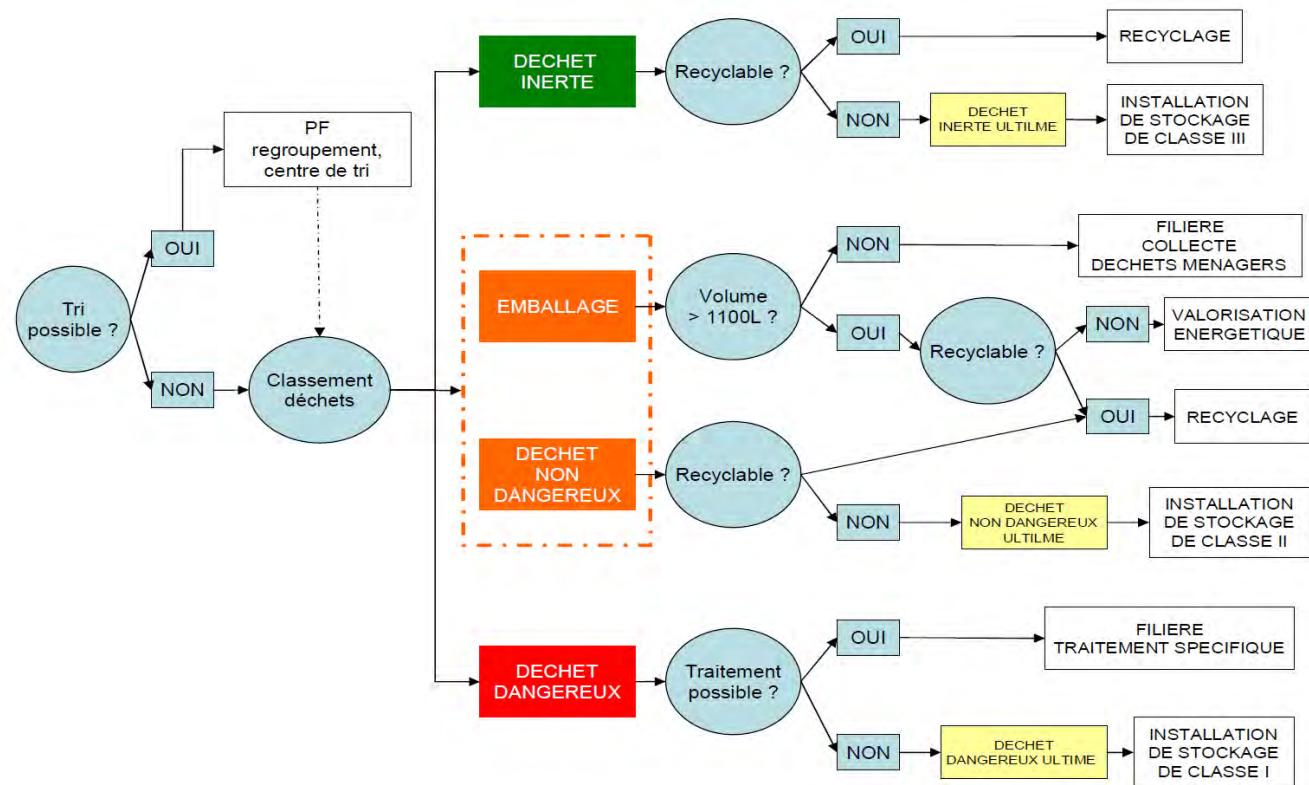 Tri
possible ?
OUI
NON
PF
regroupement,
centre de tri
Classement
déchets
DECHET
INERTE
Recyclable ?
OUI
RECYCLAGE
NON
DECHET
INERTE ULTILME
INSTALLATION
DE STOCKAGE
DE CLASSE III
EMBALLAGE
Volume
> 1100L ?
NON
FILIERE
COLLECTE
DECHETS MENAGERS
OUI
Recyclable ?
NON
VALORISATION
ENERGETIQUE
OUI
RECYCLAGE
DECHET
NON
DANGEREUX
Recyclable ?
NON
DECHET
NON DANGEREUX
ULTILME
INSTALLATION
DE STOCKAGE
DE CLASSE II
DECHET
DANGEREUX
Traitement
possible ?
OUI
FILIERE
TRAITEMENT SPECIFIQUE
NON
DECHET
DANGEREUX ULTIME
INSTALLATION
DE STOCKAGE
DE CLASSE I